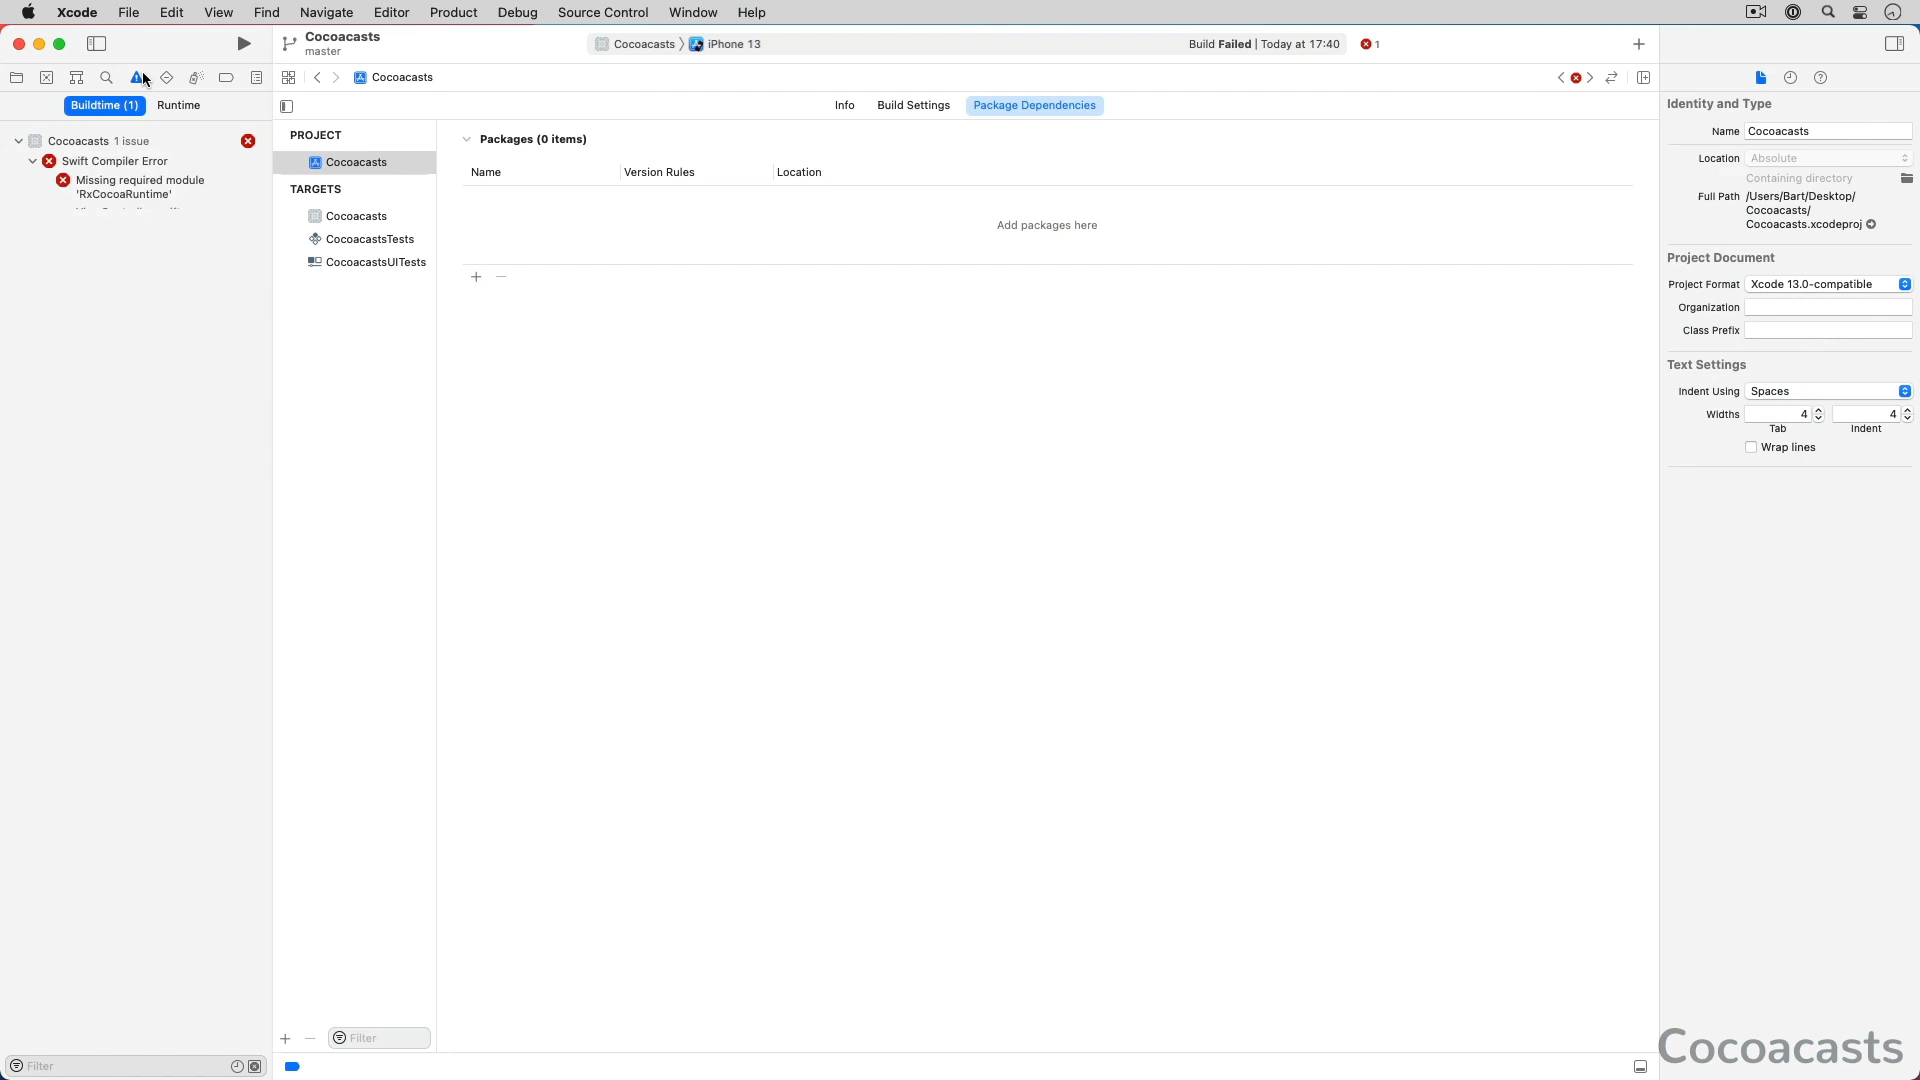 Xcode File Edit View Find Navigate Editor Product Debug Source Control Window Help
Cocoacasts
master
Cocoacasts iPhone 13
Build Failed | Today at 17:40
1
Cocoacasts
Buildtime (1) Runtime
Info Build Settings Package Dependencies
Cocoacasts 1 issue
Swift Compiler Error
Missing required module
'RxCocoaRuntime'
PROJECT
Cocoacasts
TARGETS
Cocoacasts
CocoacastsTests
CocoacastsUITests
Packages (0 items)
Name Version Rules Location
Add packages here
Identity and Type
Name Cocoacasts
Location Absolute
Containing directory
Full Path /Users/Bart/Desktop/
Cocoacasts/
Cocoacasts.xcodeproj
Project Document
Project Format Xcode 13.0-compatible
Organization
Class Prefix
Text Settings
Indent Using Spaces
Widths 4 4
Tab Indent
Wrap lines
Filter
Filter
Cocoacasts